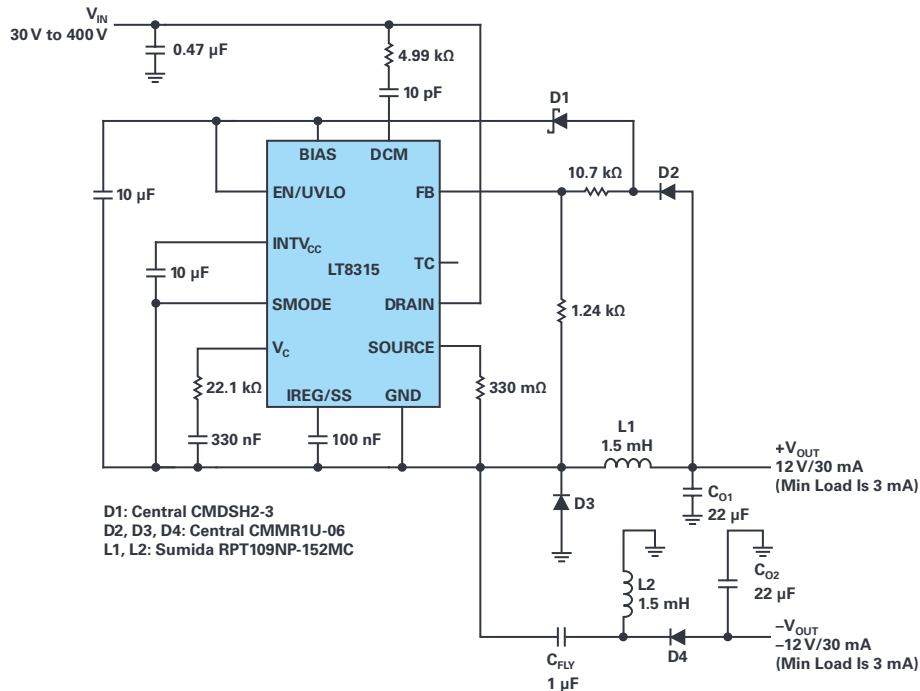 V_IN
30 V to 400 V
0.47 µF
4.99 kΩ
10 pF
D1
BIAS
DCM
10.7 kΩ
D2
10 µF
EN/UVLO
FB
INTV_CC
TC
LT8315
10 µF
SMODE
DRAIN
1.24 kΩ
V_C
SOURCE
22.1 kΩ
330 mΩ
IREG/SS
GND
L1
1.5 mH
330 nF
100 nF
+V_OUT
12 V/30 mA
(Min Load Is 3 mA)
D3
C_O1
22 µF
D1: Central CMDSH2-3
D2, D3, D4: Central CMMR1U-06
L1, L2: Sumida RPT109NP-152MC
L2
1.5 mH
C_O2
22 µF
C_FLY
1 µF
D4
–V_OUT
–12 V/30 mA
(Min Load Is 3 mA)